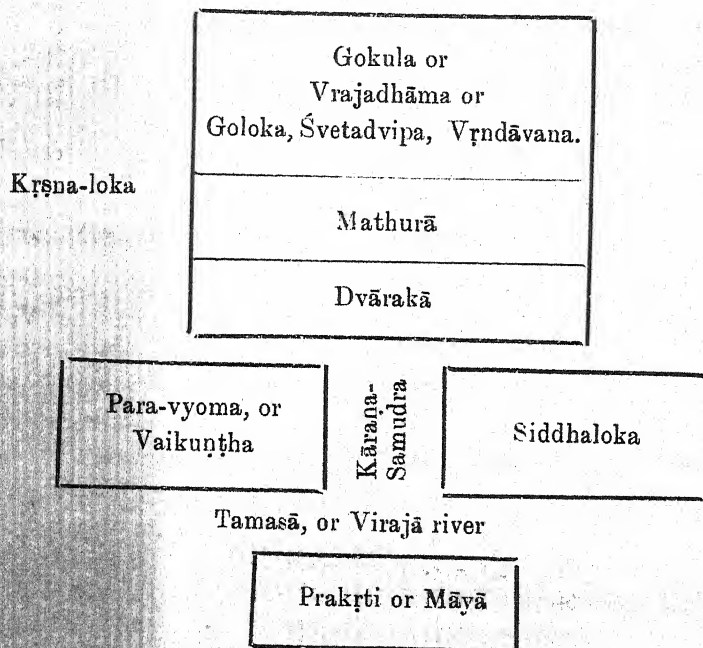 Gokula or
Vrajadhāma or
Goloka, Śvetadvipa, Vṛndāvana.
Kṛṣna-loka
Mathurā
Dvārakā
Para-vyoma, or
Vaikuṇṭha
Kāraṇa-
Samudra
Siddhaloka
Tamasā, or Virajā river
Prakṛti or Māyā